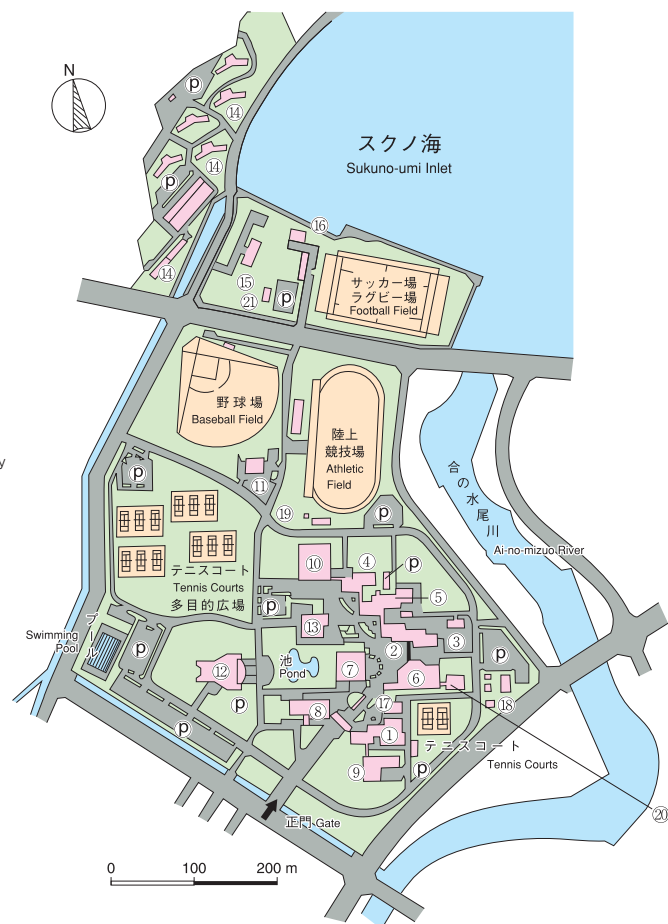 N
スクノ海
Sukuno-umi Inlet
p
⑭
⑭
p
⑭
⑯
⑮
㉑
p
サッカー場
ラグビー場
Football Field
野球場
Baseball Field
陸上
競技場
Athletic
Field
合の水尾川
Ai-no-mizuo River
y
p
⑪
⑲
p
テニスコート
Tennis Courts
多目的広場
⑩
④
p
⑤
p
⑬
②
③
プール
Swimming
Pool
p
⑫
池
Pond
⑦
⑥
p
p
⑧
⑰
⑱
p
①
テニスコート
Tennis Courts
⑨
p
⑳
正門 Gate
0 100 200 m